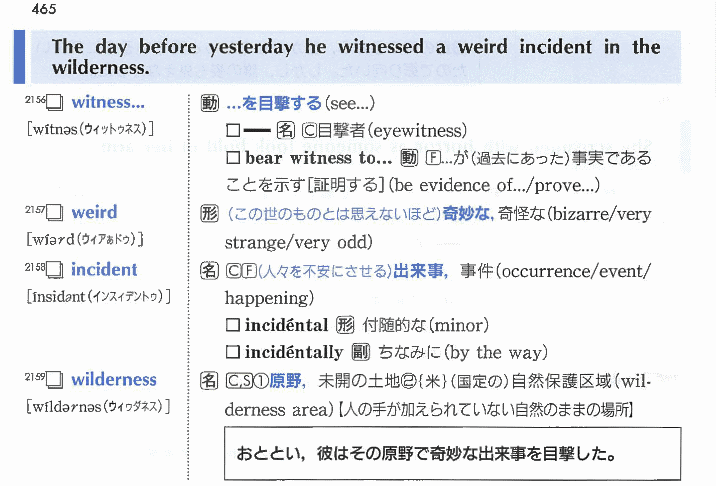 465
The day before yesterday he witnessed a weird incident in the
wilderness.
2156□ witness...
[wítnəs(ウィットゥネス)]
動 ...を目撃する(see...)
□━ 名 Ⓒ目撃者(eyewitness)
□ bear witness to... 動 F...が(過去にあった)事実である
ことを示す[証明する](be evidence of.../prove...)
2157□ weird
[wíərd(ウィアぁドゥ)]
形 (この世のものとは思えないほど)奇妙な, 奇怪な(bizarre/very
strange/very odd)
2158□ incident
[ínsidənt(インスィデントゥ)]
名 ⒸⒻ(人々を不安にさせる)出来事, 事件(occurrence/event/
happening)
□ incidéntal 形 付随的な(minor)
□ incidéntally 副 ちなみに(by the way)
2159□ wilderness
[wíldərnəs(ウィゥダネス)]
名 C,S①原野, 未開の土地②{米}(国定の)自然保護区域(wil-
derness area)【人の手が加えられていない自然のままの場所】
おととい, 彼はその原野で奇妙な出来事を目撃した。